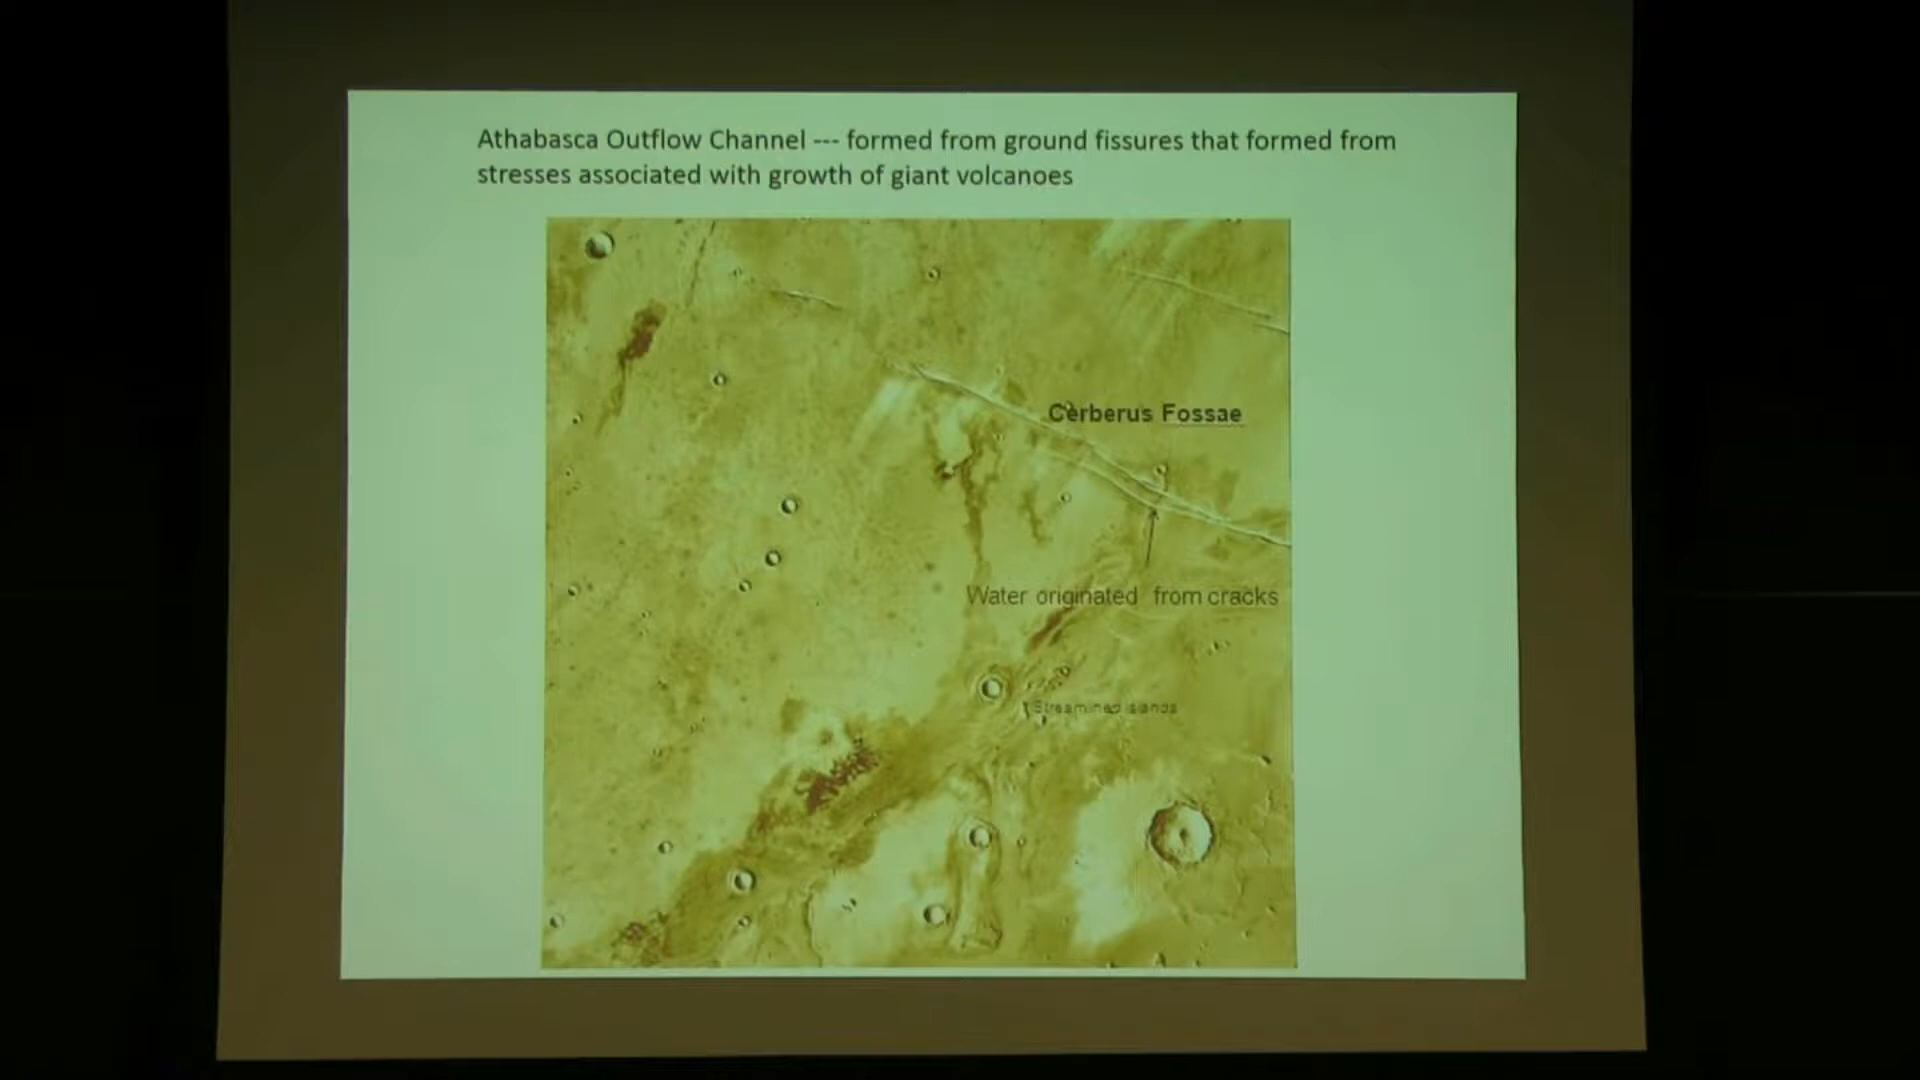 Athabasca Outflow Channel --- formed from ground fissures that formed from
stresses associated with growth of giant volcanoes
Cerberus Fossae
Water originated from cracks
Streamlined islands